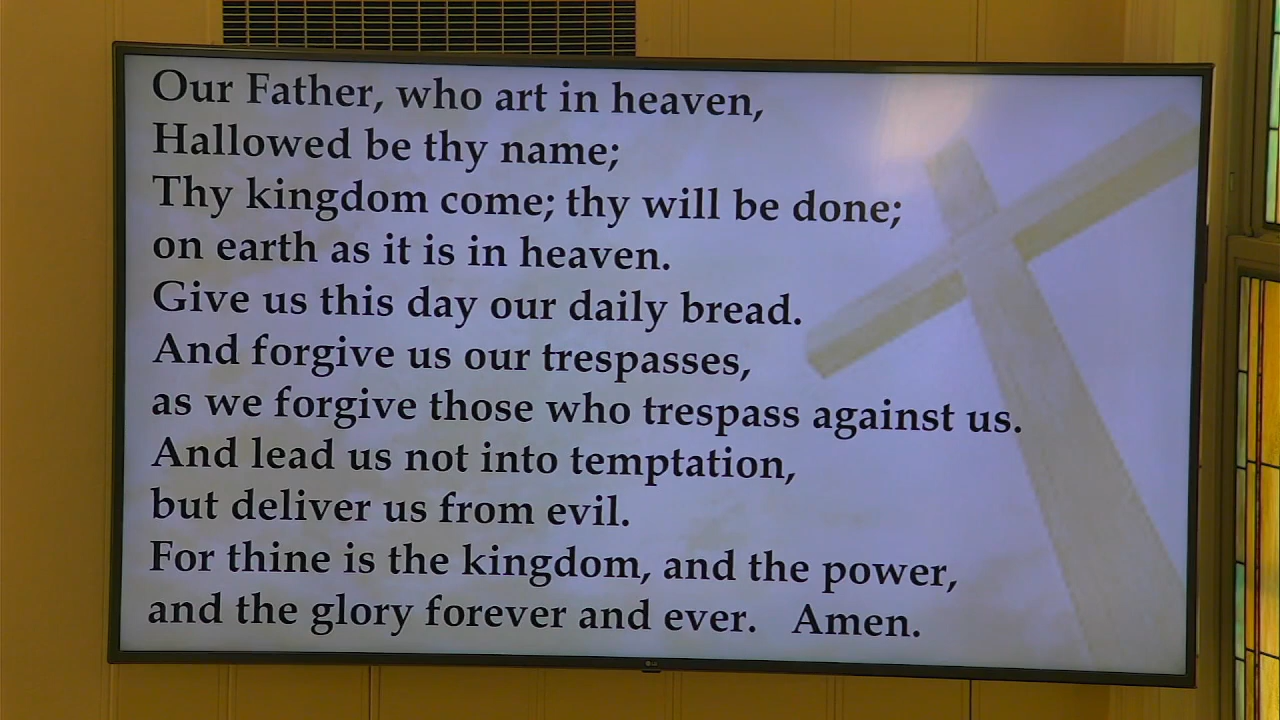 Our Father, who art in heaven,
Hallowed be thy name;
Thy kingdom come; thy will be done;
on earth as it is in heaven.
Give us this day our daily bread.
And forgive us our trespasses,
as we forgive those who trespass against us.
And lead us not into temptation,
but deliver us from evil.
For thine is the kingdom, and the power,
and the glory forever and ever. Amen.
LG